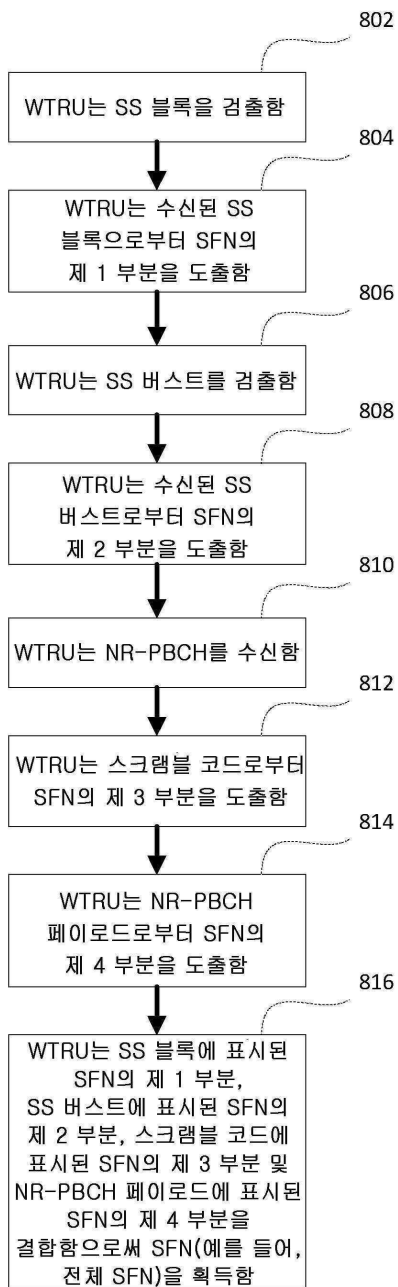 802
WTRU는 SS 블록을 검출함
804
WTRU는 수신된 SS
블록으로부터 SFN의
제 1 부분을 도출함
806
WTRU는 SS 버스트를 검출함
808
WTRU는 수신된 SS
버스트로부터 SFN의
제 2 부분을 도출함
810
WTRU는 NR-PBCH를 수신함
812
WTRU는 스크램블 코드로부터
SFN의 제 3 부분을 도출함
814
WTRU는 NR-PBCH
페이로드로부터 SFN의
제 4 부분을 도출함
816
WTRU는 SS 블록에 표시된
SFN의 제 1 부분,
SS 버스트에 표시된 SFN의
제 2 부분, 스크램블 코드에
표시된 SFN의 제 3 부분 및
NR-PBCH 페이로드에 표시된
SFN의 제 4 부분을
결합함으로써 SFN(예를 들어,
전체 SFN)을 획득함